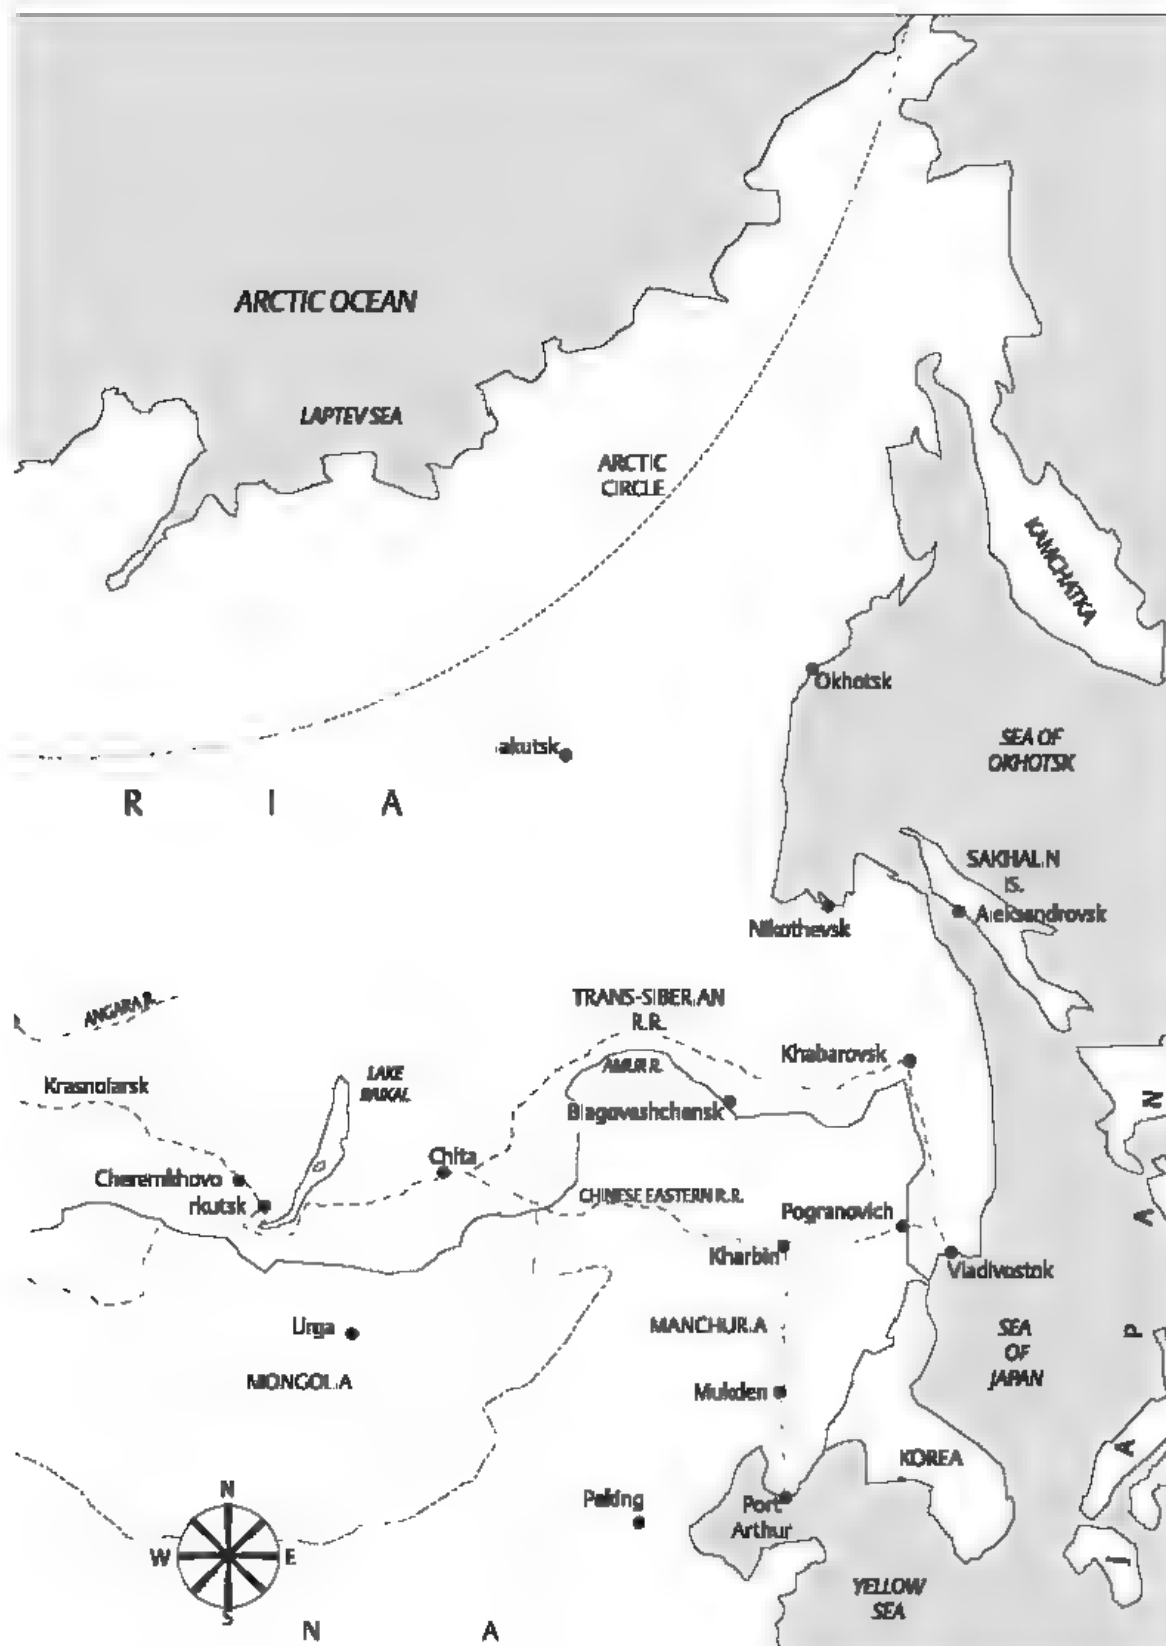 ARCTIC OCEAN
LAPTEV SEA
ARCTIC
CIRCLE
KAMCHATKA
Okhotsk
SEA OF
OKHOTSK
akutsk
R I A
SAKHAL N
IS.
Aleksandrovsk
Nikothevsk
ANGARA R.
TRANS-SIBER AN
R.R.
Khabarovsk
AMUR R.
LAKE
BAIKAL
Krasnofarsk
Blagoveshchensk
Chita
Cheremkhovo
rkutsk
CHINESE EASTERN R.R.
Pogranovich
Kharbin
Vladivostok
Urga
MANCHUR A
SEA
OF
JAPAN
J A P A N
MONGOL A
Mukden
KOREA
Peking
Port
Arthur
YELLOW
SEA
N
W E
S
N A